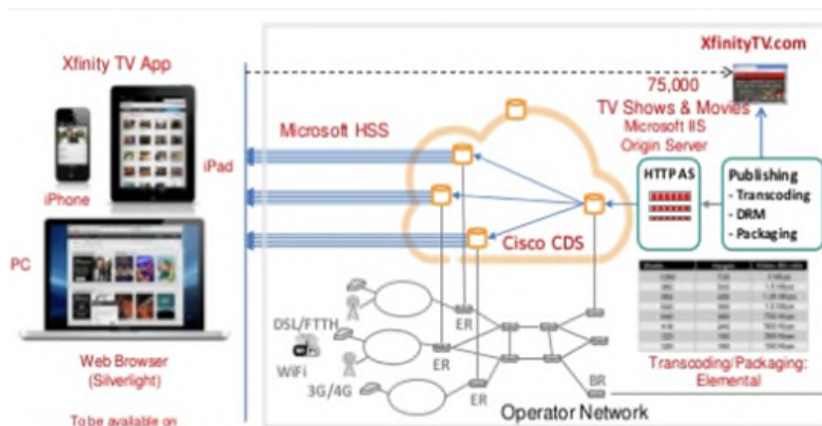 XfinityTV.com
Xfinity TV App
75,000
TV Shows & Movies
Microsoft IIS
Origin Server
Microsoft HSS
iPad
iPhone
HTTP AS
Publishing
- Transcoding
- DRM
- Packaging
PC
Cisco CDS
DSL/FTTH
WiFi
3G/4G
ER
ER
ER
BR
Web Browser
(Silverlight)
Transcoding/Packaging:
Elemental
Operator Network
To be available on